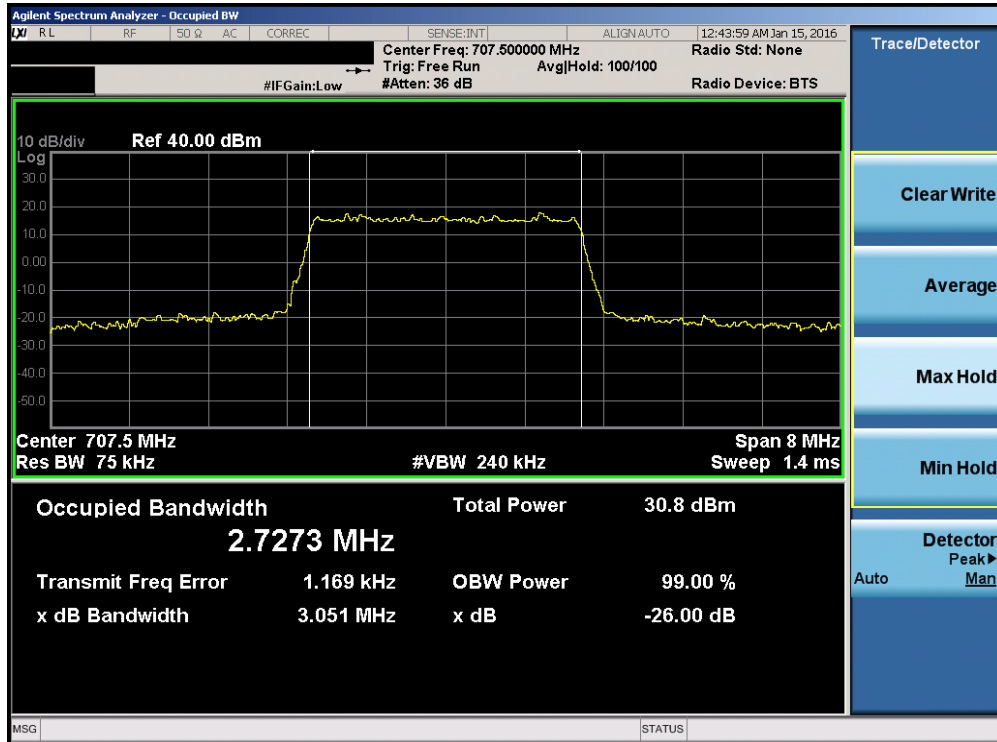 Agilent Spectrum Analyzer - Occupied BW
LXI RL RF 50 Ω AC CORREC SENSE:INT ALIGN AUTO 12:43:59 AM Jan 15, 2016
Center Freq: 707.500000 MHz Radio Std: None
Trig: Free Run Avg|Hold: 100/100
#IFGain:Low #Atten: 36 dB Radio Device: BTS
10 dB/div Ref 40.00 dBm
Log
30.0
20.0
10.0
0.00
-10.0
-20.0
-30.0
-40.0
-50.0
Center 707.5 MHz Span 8 MHz
Res BW 75 kHz #VBW 240 kHz Sweep 1.4 ms
Occupied Bandwidth Total Power 30.8 dBm
2.7273 MHz
Transmit Freq Error 1.169 kHz OBW Power 99.00 %
x dB Bandwidth 3.051 MHz x dB -26.00 dB
MSG STATUS
Trace/Detector
Clear Write
Average
Max Hold
Min Hold
Detector
Peak▶
Auto Man